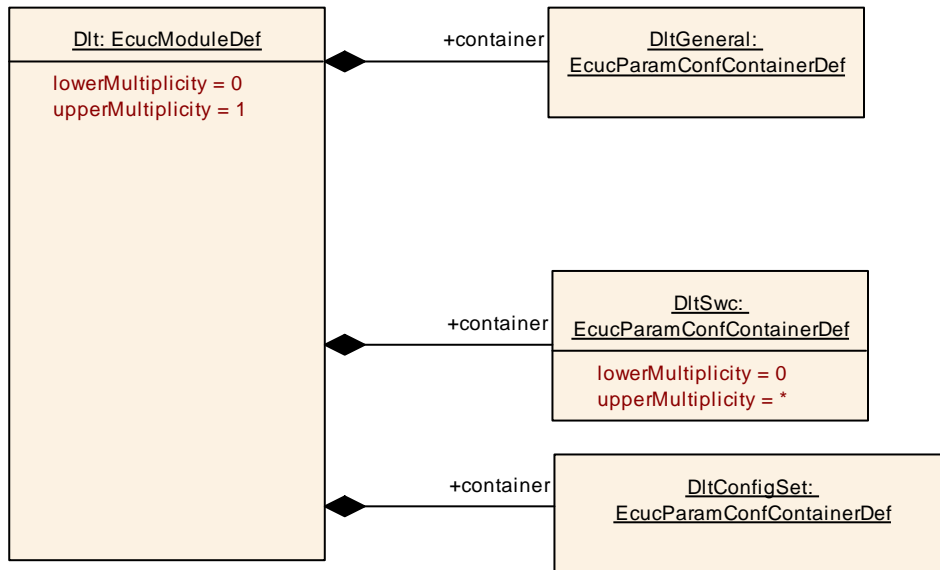 Dlt: EcucModuleDef
lowerMultiplicity = 0
upperMultiplicity = 1
+container
DltGeneral:
EcucParamConfContainerDef
+container
DltSwc:
EcucParamConfContainerDef
lowerMultiplicity = 0
upperMultiplicity = *
+container
DltConfigSet:
EcucParamConfContainerDef